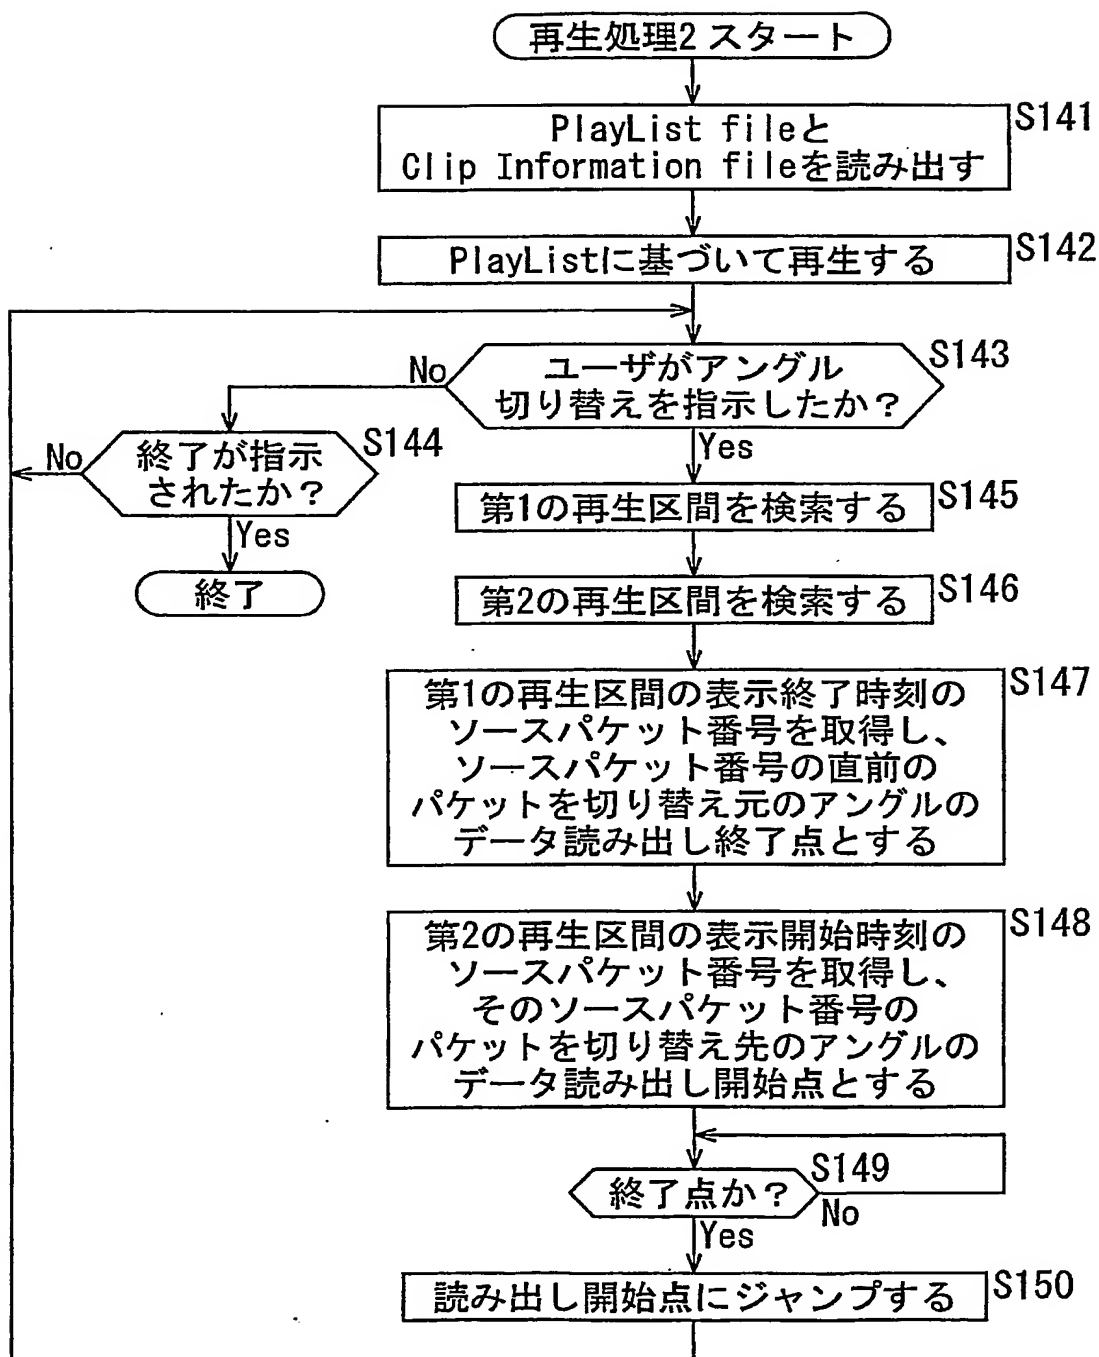 再生処理2 スタート
PlayList fileと
Clip Information fileを読み出す
S141
PlayListに基づいて再生する
S142
ユーザがアングル
切り替えを指示したか?
S143
No
Yes
終了が指示
されたか?
S144
No
Yes
終了
第1の再生区間を検索する
S145
第2の再生区間を検索する
S146
第1の再生区間の表示終了時刻の
ソースパケット番号を取得し、
ソースパケット番号の直前の
パケットを切り替え元のアングルの
データ読み出し終了点とする
S147
第2の再生区間の表示開始時刻の
ソースパケット番号を取得し、
そのソースパケット番号の
パケットを切り替え先のアングルの
データ読み出し開始点とする
S148
終了点か?
S149
No
Yes
読み出し開始点にジャンプする
S150